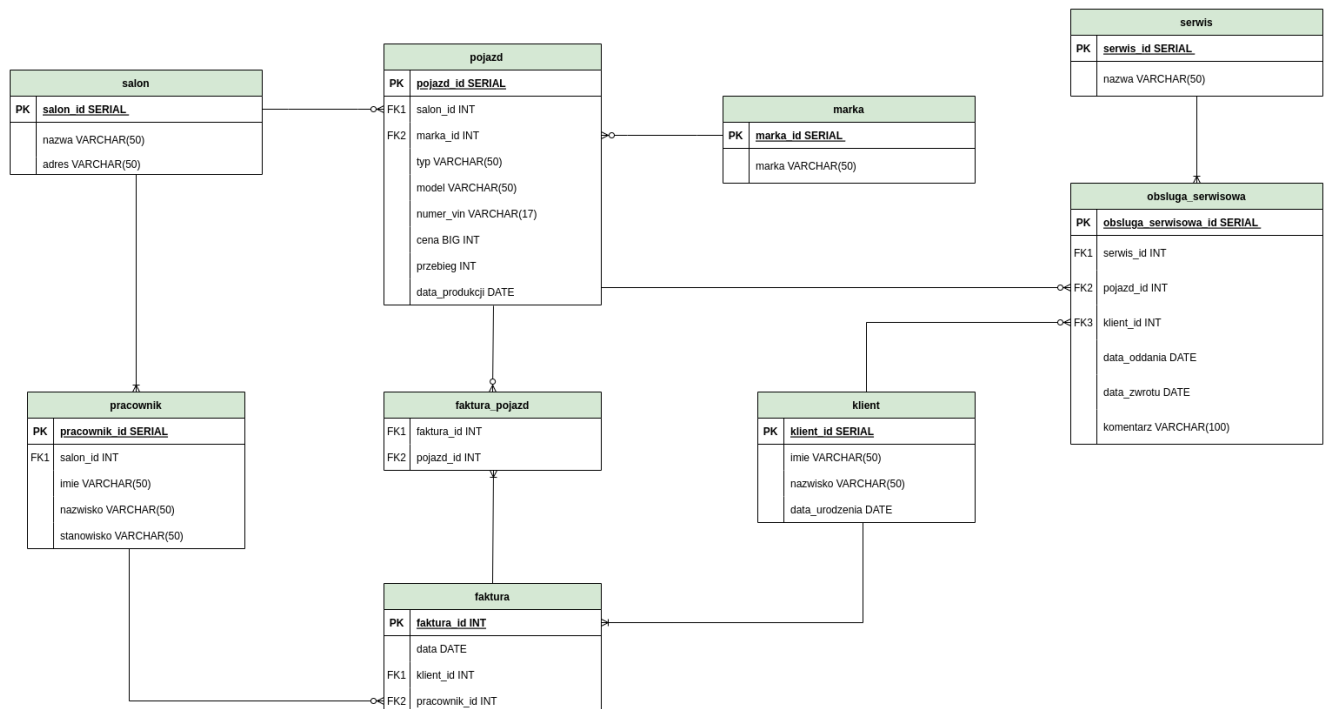 salon
PK salon_id SERIAL
nazwa VARCHAR(50)
adres VARCHAR(50)
pojazd
PK pojazd_id SERIAL
FK1 salon_id INT
FK2 marka_id INT
typ VARCHAR(50)
model VARCHAR(50)
numer_vin VARCHAR(17)
cena BIG INT
przebieg INT
data_produkcji DATE
marka
PK marka_id SERIAL
marka VARCHAR(50)
serwis
PK serwis_id SERIAL
nazwa VARCHAR(50)
obsluga_serwisowa
PK obsluga_serwisowa_id SERIAL
FK1 serwis_id INT
FK2 pojazd_id INT
FK3 klient_id INT
data_oddania DATE
data_zwrotu DATE
komentarz VARCHAR(100)
pracownik
PK pracownik_id SERIAL
FK1 salon_id INT
imie VARCHAR(50)
nazwisko VARCHAR(50)
stanowisko VARCHAR(50)
faktura_pojazd
FK1 faktura_id INT
FK2 pojazd_id INT
klient
PK klient_id SERIAL
imie VARCHAR(50)
nazwisko VARCHAR(50)
data_urodzenia DATE
faktura
PK faktura_id INT
data DATE
FK1 klient_id INT
FK2 pracownik_id INT